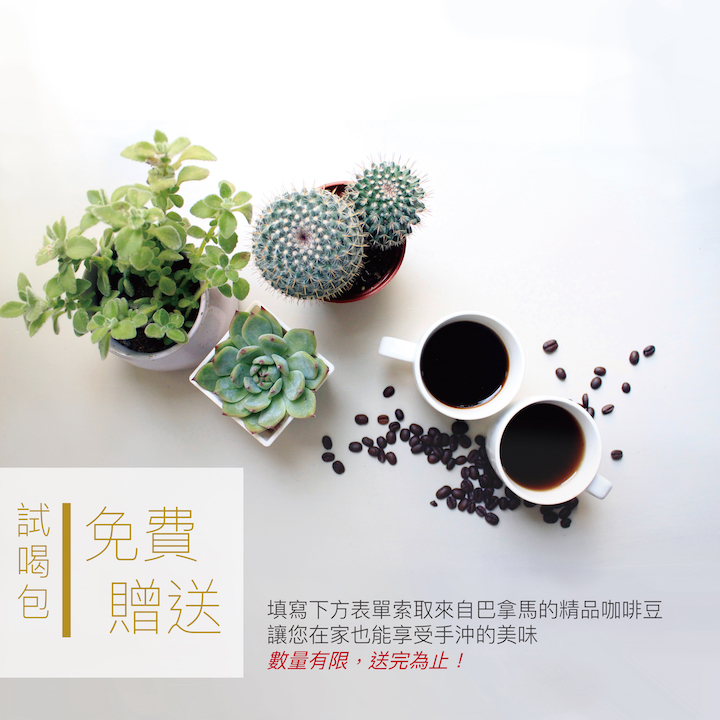 試喝包
免費
贈送
填寫下方表單索取來自巴拿馬的精品咖啡豆
讓您在家也能享受手沖的美味
數量有限，送完為止！